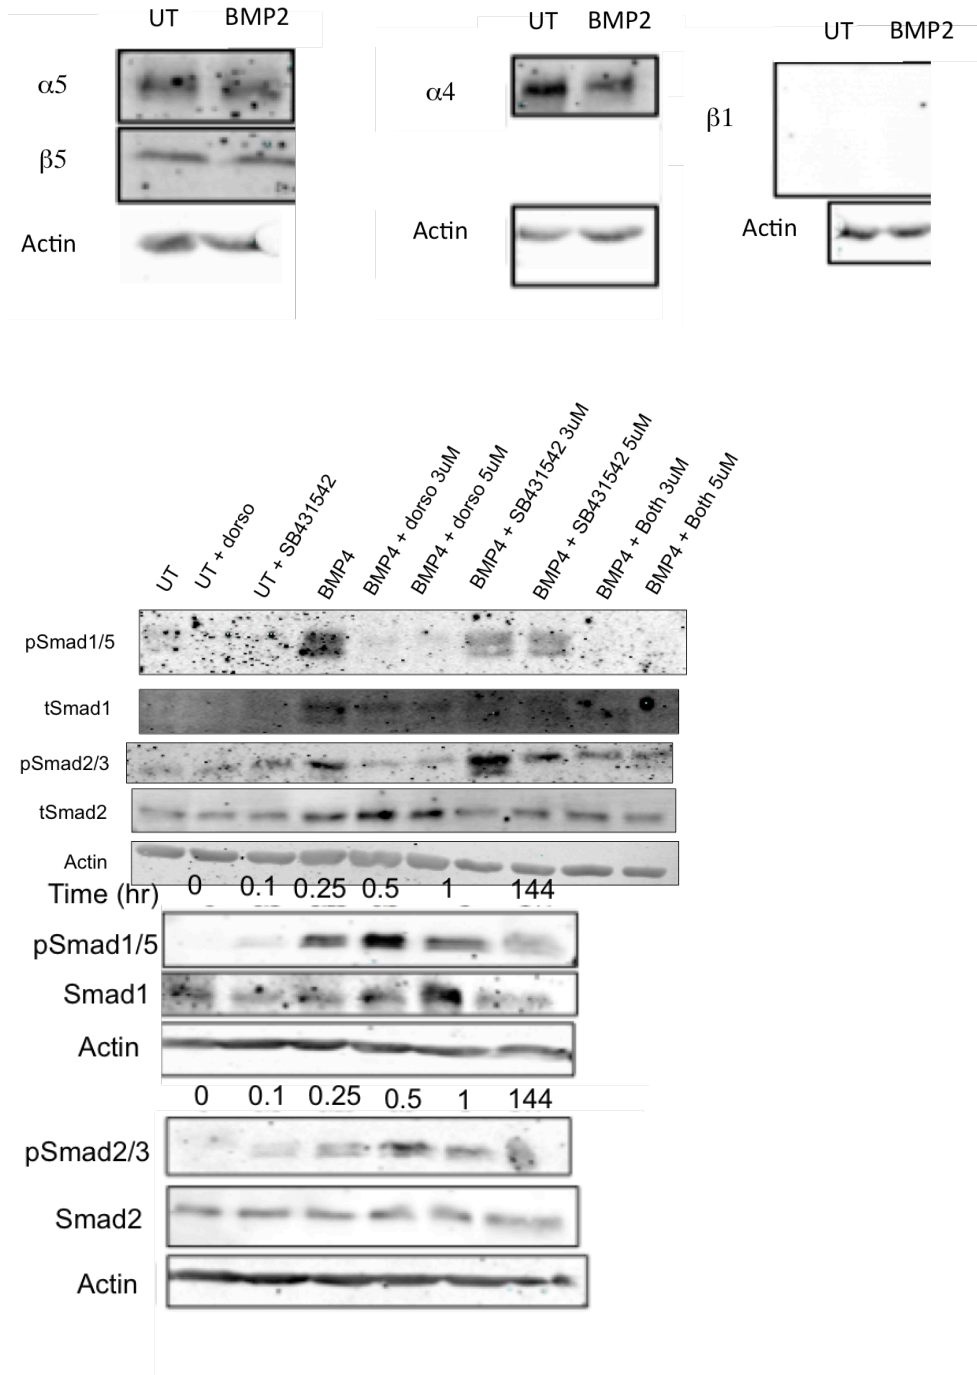 UT BMP2
α5
β5
Actin
UT BMP2
α4
Actin
UT BMP2
β1
Actin
UT
UT + dorso
UT + SB431542
BMP4
BMP4 + dorso 3uM
BMP4 + dorso 5uM
BMP4 + SB431542 3uM
BMP4 + SB431542 5uM
BMP4 + Both 3uM
BMP4 + Both 5uM
pSmad1/5
tSmad1
pSmad2/3
tSmad2
Actin
Time (hr) 0 0.1 0.25 0.5 1 144
pSmad1/5
Smad1
Actin
0 0.1 0.25 0.5 1 144
pSmad2/3
Smad2
Actin